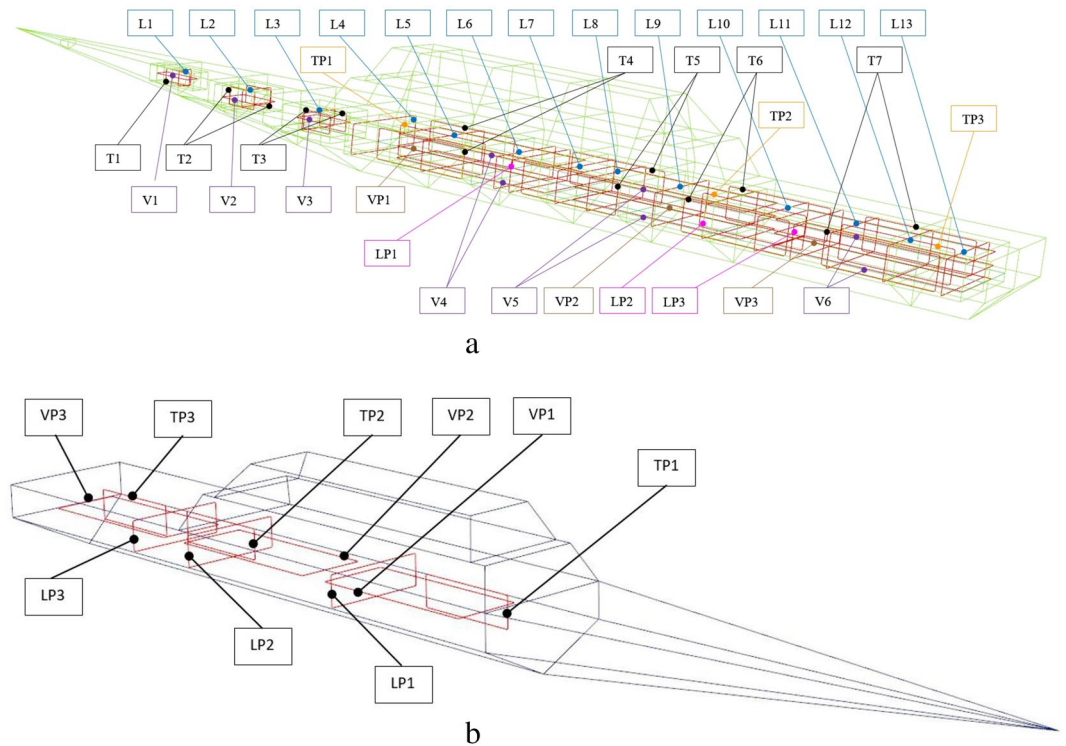 L1 L2 L3 L4 L5 L6 L7 L8 L9 L10 L11 L12 L13
TP1 T4 T5 T6 T7
TP2 TP3
T1 T2 T3
V1 V2 V3 VP1
LP1
V4 V5 VP2 LP2 LP3 VP3 V6
a
VP3 TP3 TP2 VP2 VP1
TP1
LP3
LP2
LP1
b